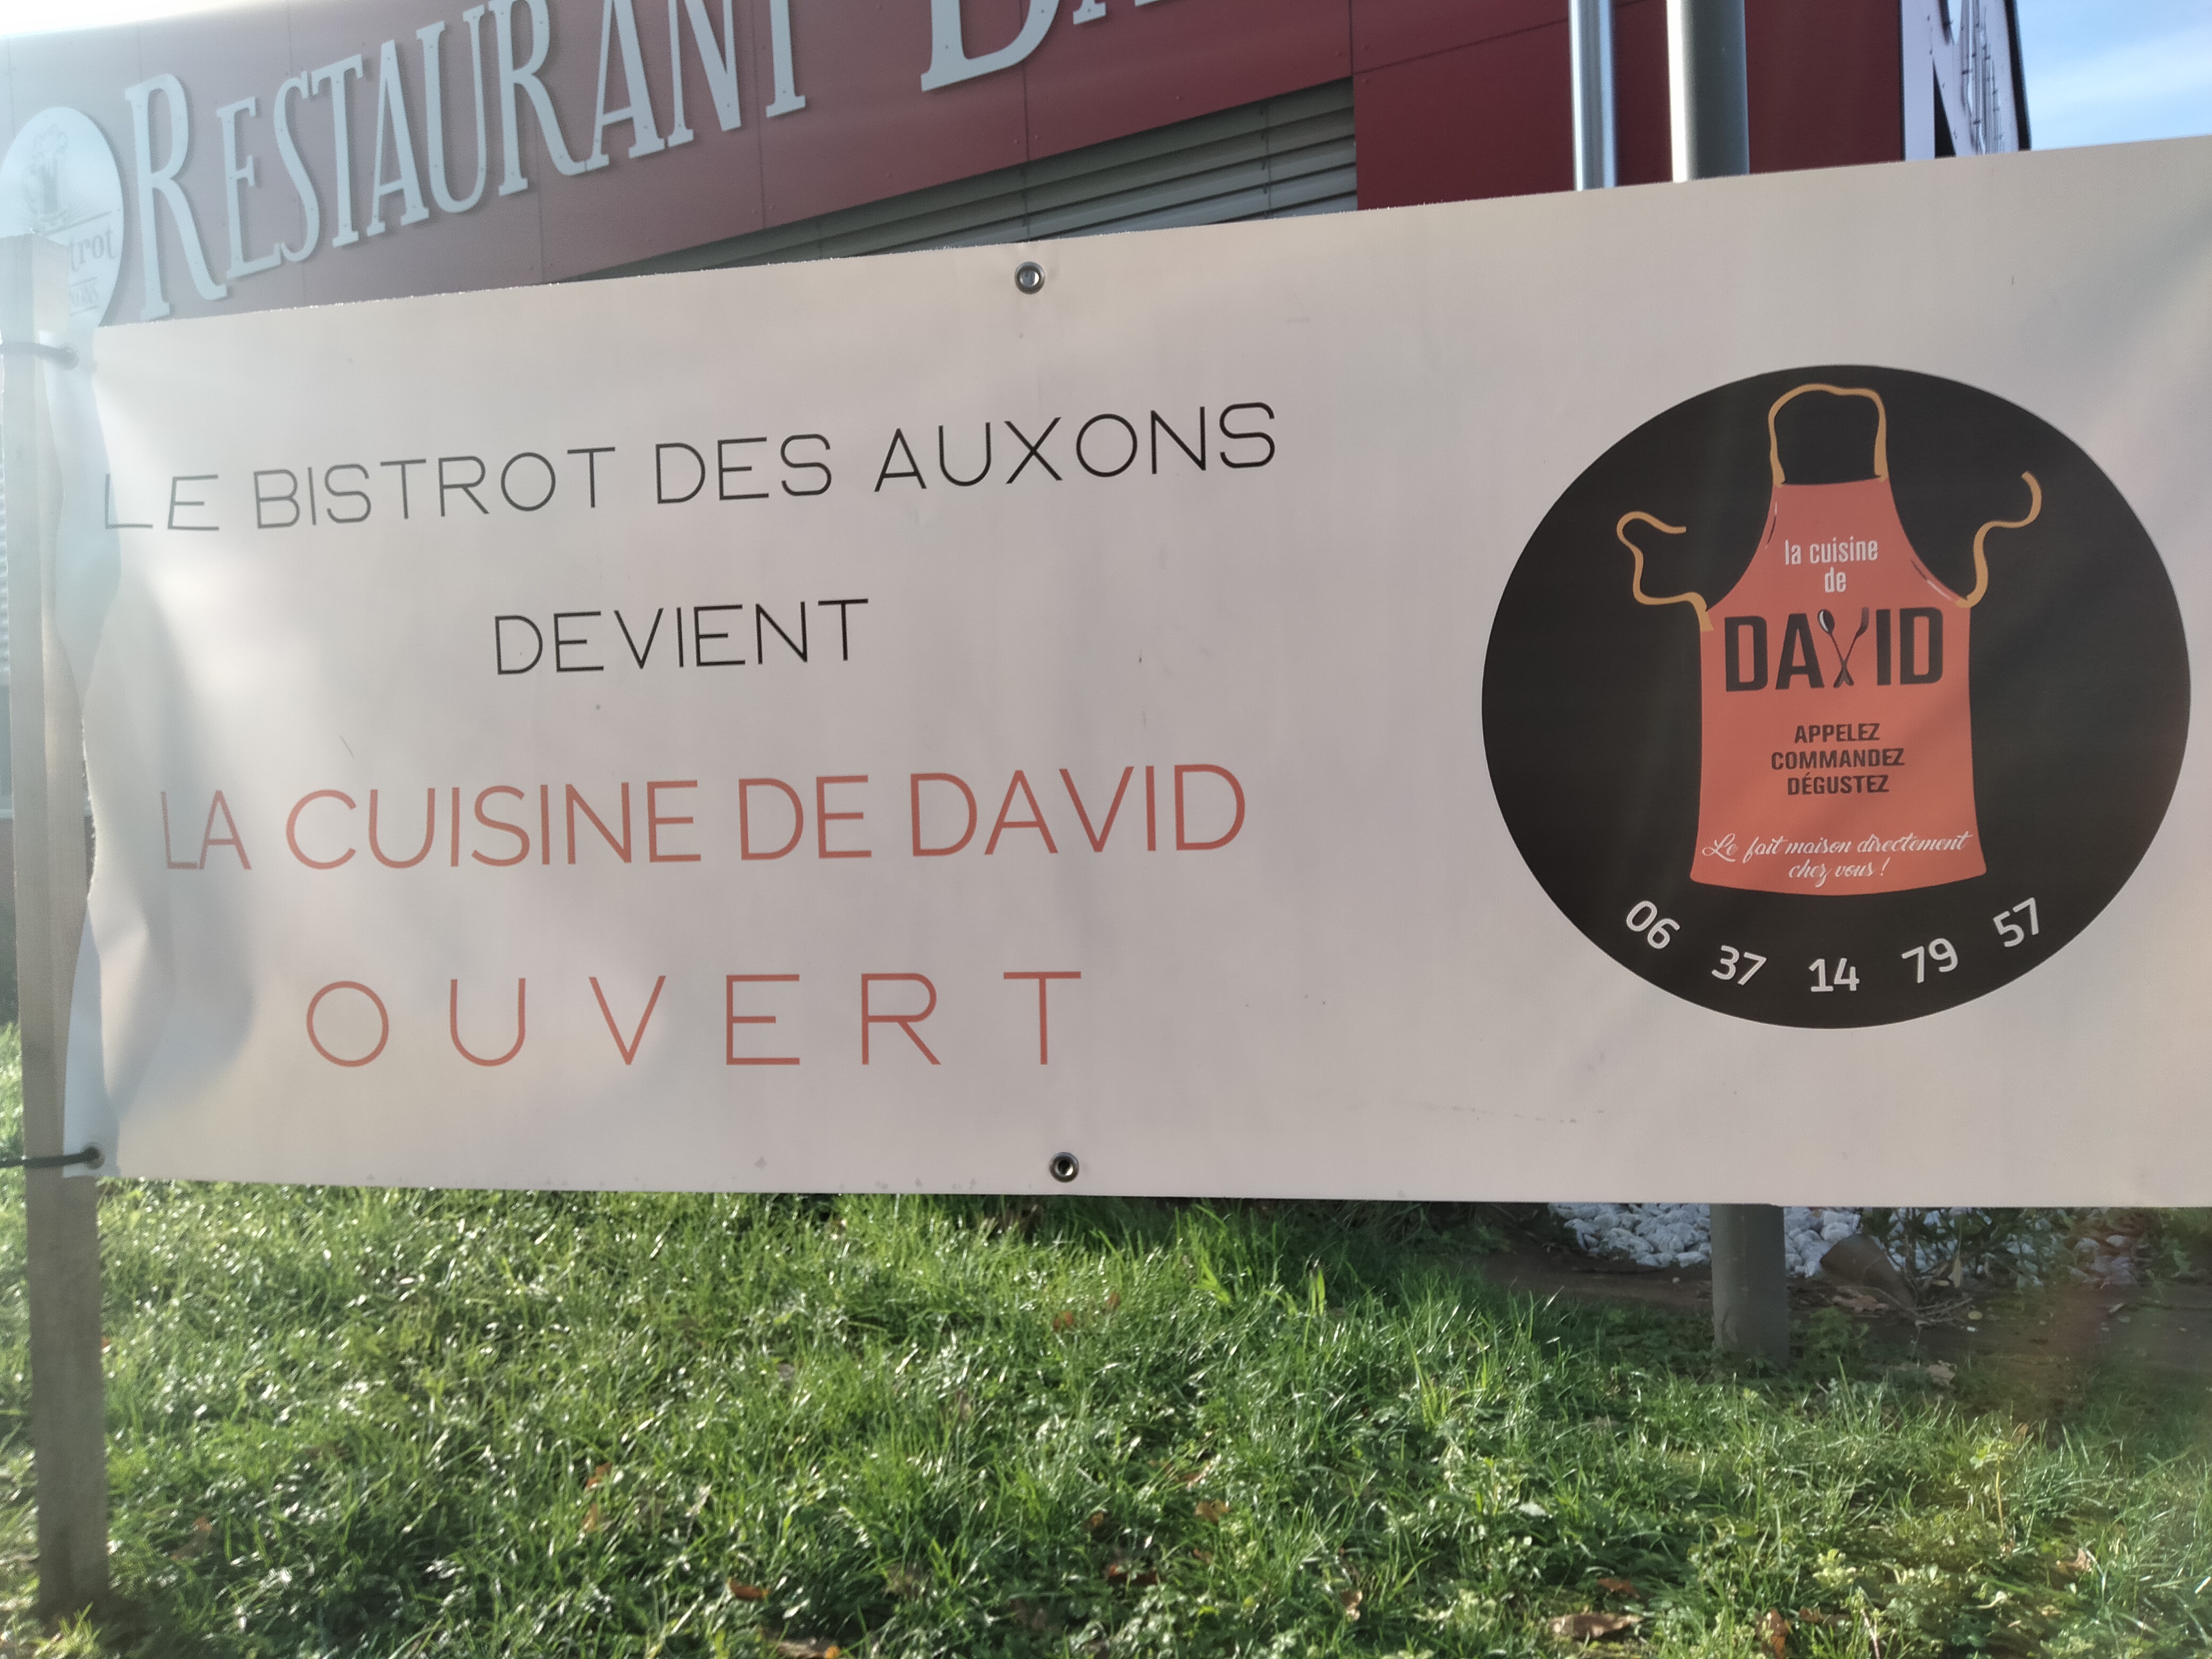 RESTAURANT
trot
LE BISTROT DES AUXONS
DEVIENT
LA CUISINE DE DAVID
OUVERT
la cuisine
de
DAVID
APPELEZ
COMMANDEZ
DÉGUSTEZ
Le fait maison directement
chez vous !
06 37 14 79 57